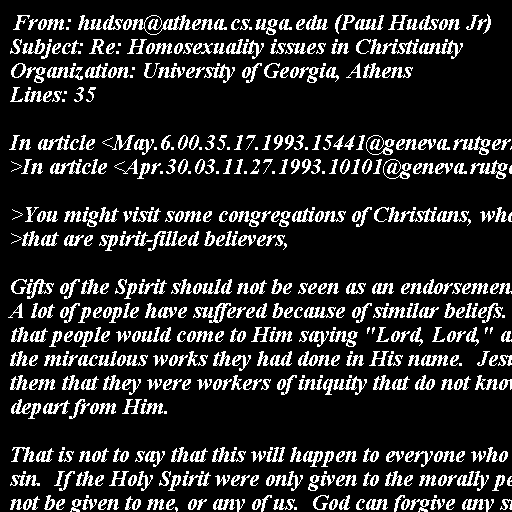 From: hudson@athena.cs.uga.edu (Paul Hudson Jr)
Subject: Re: Homosexuality issues in Christianity
Organization: University of Georgia, Athens
Lines: 35
In article <May.6.00.35.17.1993.15441@geneva.rutger
>In article <Apr.30.03.11.27.1993.10101@geneva.rutg
>You might visit some congregations of Christians, who
>that are spirit-filled believers,
Gifts of the Spirit should not be seen as an endorsemen
A lot of people have suffered because of similar beliefs.
that people would come to Him saying "Lord, Lord," a
the miraculous works they had done in His name.  Jesu
them that they were workers of iniquity that do not kno
depart from Him.
That is not to say that this will happen to everyone who
sin.  If the Holy Spirit were only given to the morally pe
not be given to me, or any of us.  God can forgive any s